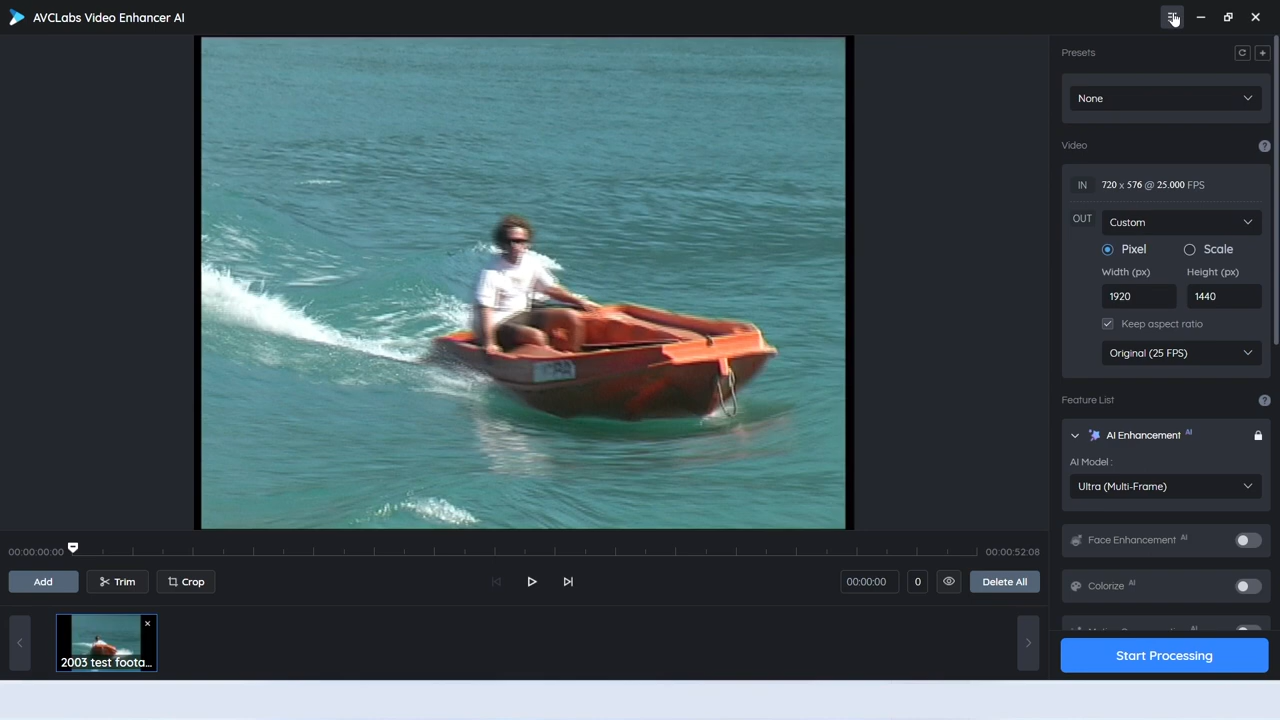 AVCLabs Video Enhancer AI
Presets
None
Video
IN 720 x 576 @ 25.000 FPS
OUT Custom
Pixel Scale
Width (px) Height (px)
1920 1440
Keep aspect ratio
Original (25 FPS)
Feature List
AI Enhancement AI
AI Model :
Ultra (Multi-Frame)
Face Enhancement AI
Colorize AI
Start Processing
00:00:00:00 00:00:52:08
Add Trim Crop 00:00:00 0 Delete All
2003 test foota...